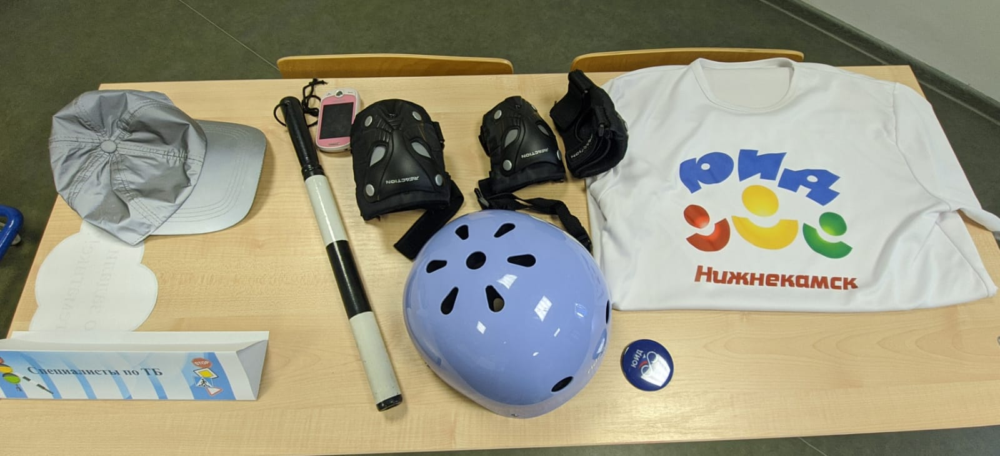 REACTION
REACTION
REACTION
ЮИД
Нижнекамск
Специалисты по ТБ
STOP
ЮИД